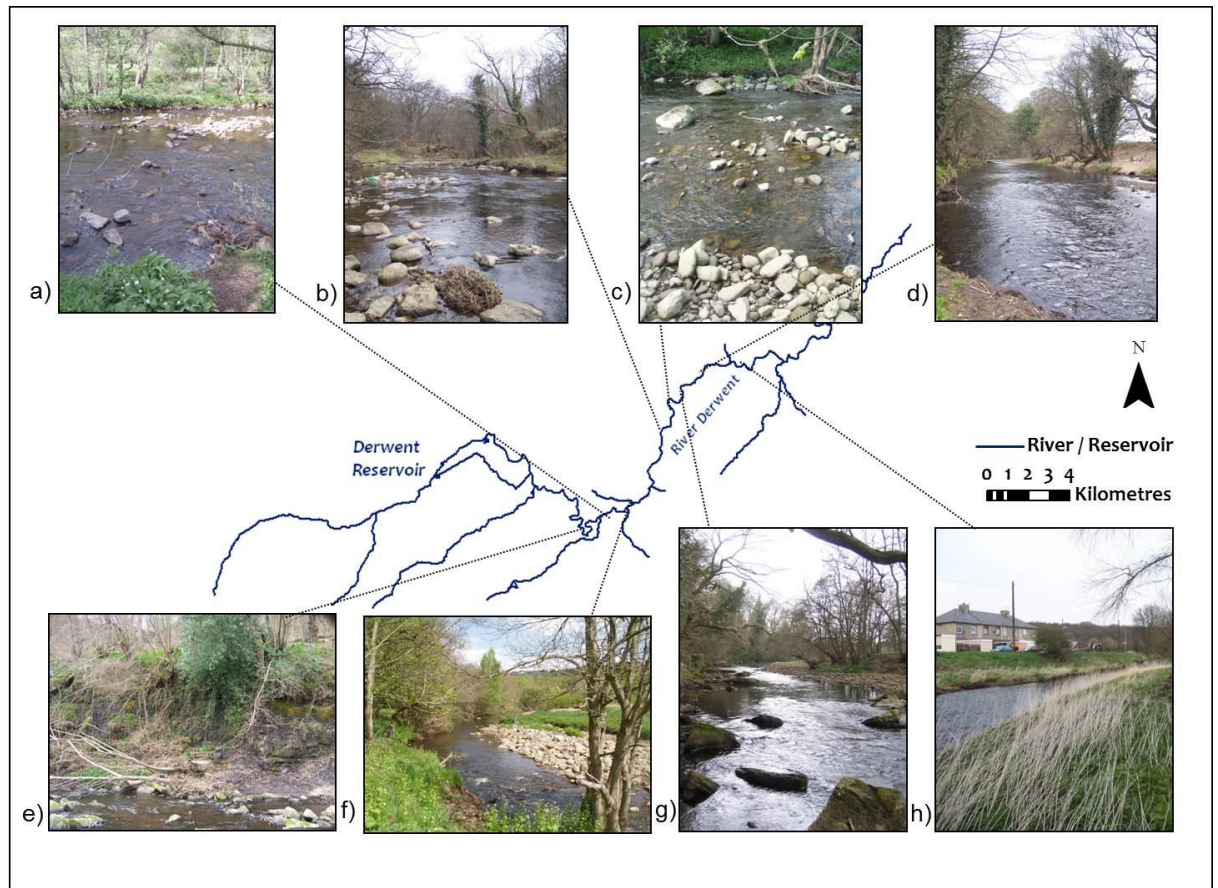 a)
b)
c)
d)
N
Derwent
Reservoir
River Derwent
River / Reservoir
0 1 2 3 4
Kilometres
e)
f)
g)
h)